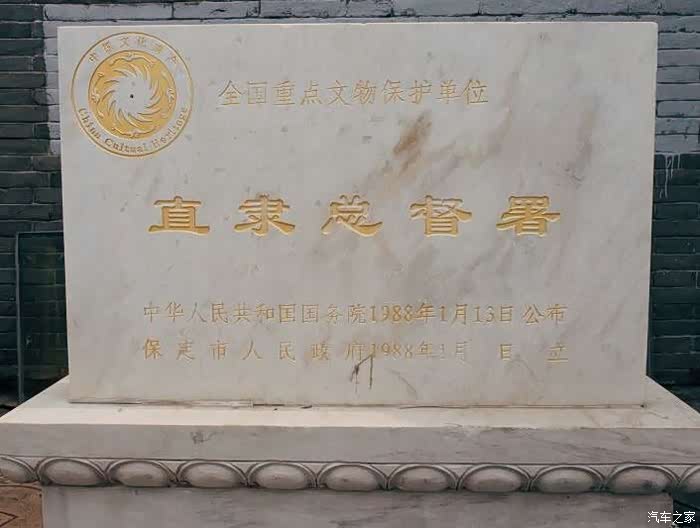 中国文化遗产
China Cultural Heritage
全国重点文物保护单位
直隶总督署
中华人民共和国国务院1988年1月13日公布
保定市人民政府1988年1月 日立
汽车之家